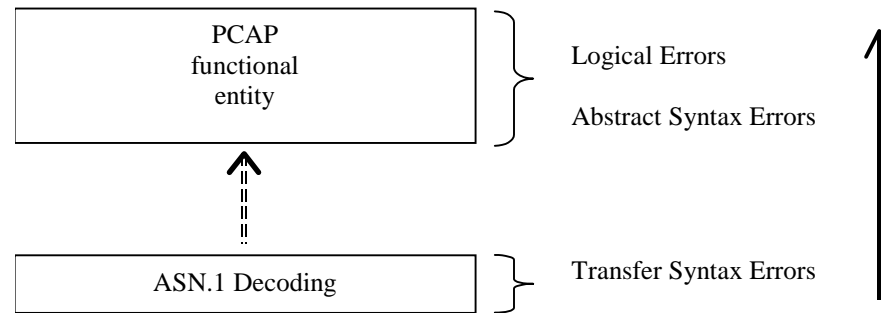 PCAP
functional
entity
Logical Errors
Abstract Syntax Errors
ASN.1 Decoding
Transfer Syntax Errors